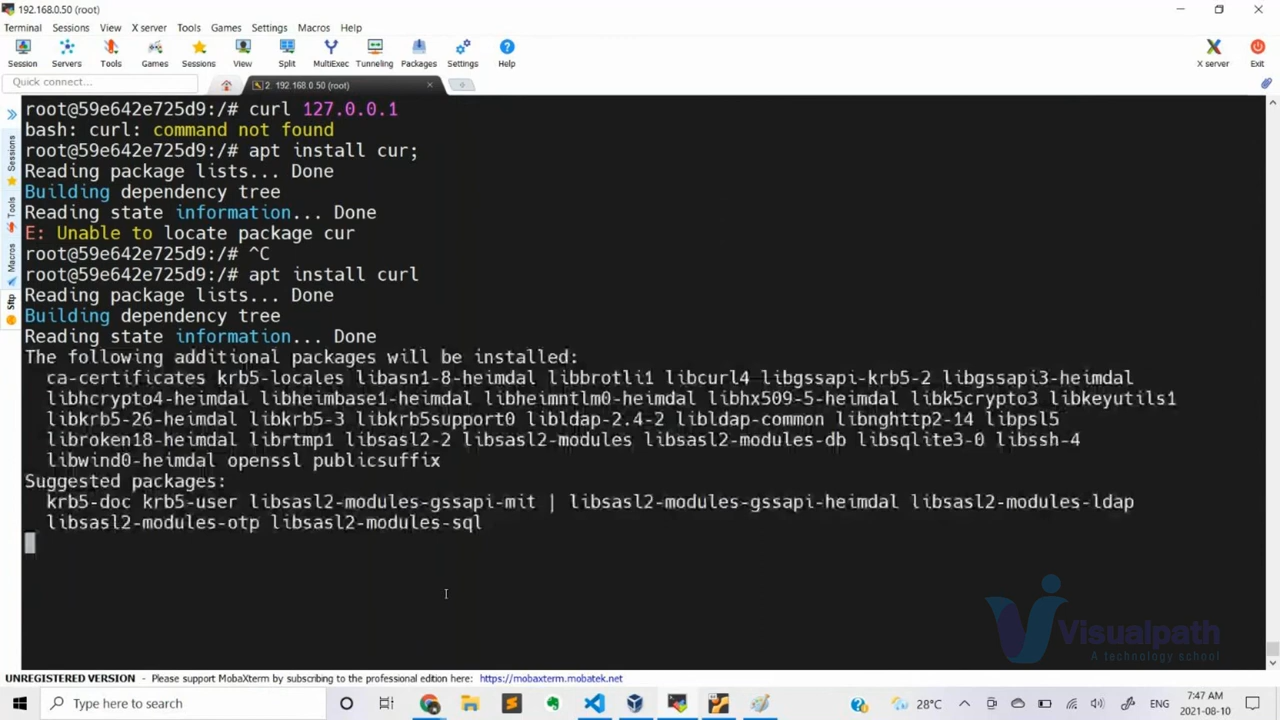 192.168.0.50 (root)
Terminal Sessions View X server Tools Games Settings Macros Help
Session Servers Tools Games Sessions View Split MultiExec Tunneling Packages Settings Help X server Exit
Quick connect...
2. 192.168.0.50 (root)
Sessions
Tools
Macros
Sftp
root@59e642e725d9:/# curl 127.0.0.1
bash: curl: command not found
root@59e642e725d9:/# apt install cur;
Reading package lists... Done
Building dependency tree
Reading state information... Done
E: Unable to locate package cur
root@59e642e725d9:/# ^C
root@59e642e725d9:/# apt install curl
Reading package lists... Done
Building dependency tree
Reading state information... Done
The following additional packages will be installed:
ca-certificates krb5-locales libasn1-8-heimdal libbrotli1 libcurl4 libgssapi-krb5-2 libgssapi3-heimdal
libhcrypto4-heimdal libheimbase1-heimdal libheimntlm0-heimdal libhx509-5-heimdal libk5crypto3 libkeyutils1
libkrb5-26-heimdal libkrb5-3 libkrb5support0 libldap-2.4-2 libldap-common libnghttp2-14 libpsl5
libroken18-heimdal librtmp1 libsasl2-2 libsasl2-modules libsasl2-modules-db libsqlite3-0 libssh-4
libwind0-heimdal openssl publicsuffix
Suggested packages:
krb5-doc krb5-user libsasl2-modules-gssapi-mit | libsasl2-modules-gssapi-heimdal libsasl2-modules-ldap
libsasl2-modules-otp libsasl2-modules-sql
Visualpath
A technology school
UNREGISTERED VERSION - Please support MobaXterm by subscribing to the professional edition here: https://mobaxterm.mobatek.net
Type here to search
28°C
ENG
7:47 AM
2021-08-10